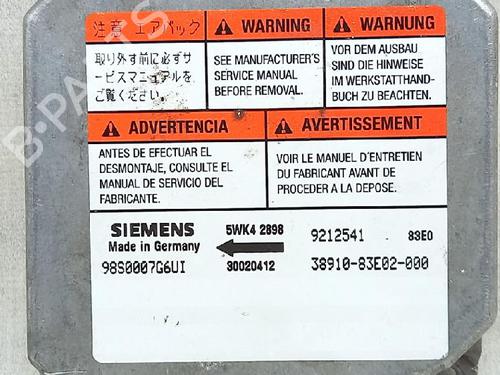 注意 エアバッグ
取り外す前に必ずサ
ービスマニュアルを
ご覧ください。
WARNING
SEE MANUFACTURER'S
SERVICE MANUAL
BEFORE REMOVAL.
WARNUNG
VOR DEM AUSBAU
SIND DIE HINWEISE
IM WERKSTATTHAND-
BUCH ZU BEACHTEN.
ADVERTENCIA
ANTES DE EFECTUAR EL
DESMONTAJE, CONSULTE EL
MANUAL DE SERVICIO DEL
FABRICANTE.
AVERTISSEMENT
VOIR LE MANUEL D'ENTRETIEN
DU FABRICANT AVANT DE
PROCEDER A LA DEPOSE.
SIEMENS 5WK4 2898 9212541 83E0
Made in Germany
98S0007G6UI 30020412 38910-83E02-000
B-PARTS